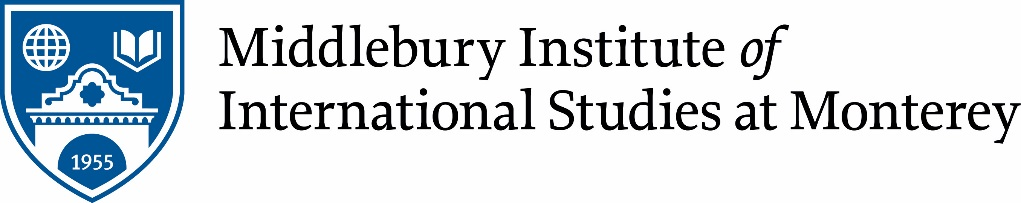 Middlebury Institute of
International Studies at Monterey
1955